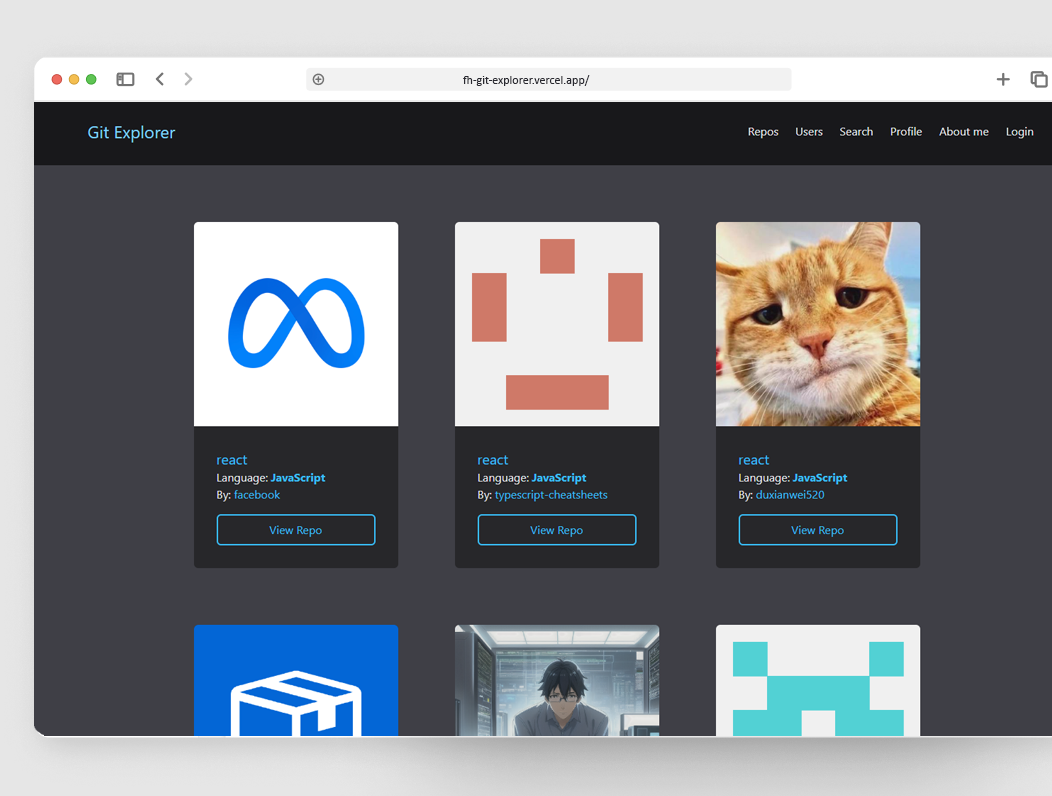 fh-git-explorer.vercel.app/
Git Explorer
Repos Users Search Profile About me Login
react
Language: JavaScript
By: facebook
View Repo
react
Language: JavaScript
By: typescript-cheatsheets
View Repo
react
Language: JavaScript
By: duxianwei520
View Repo